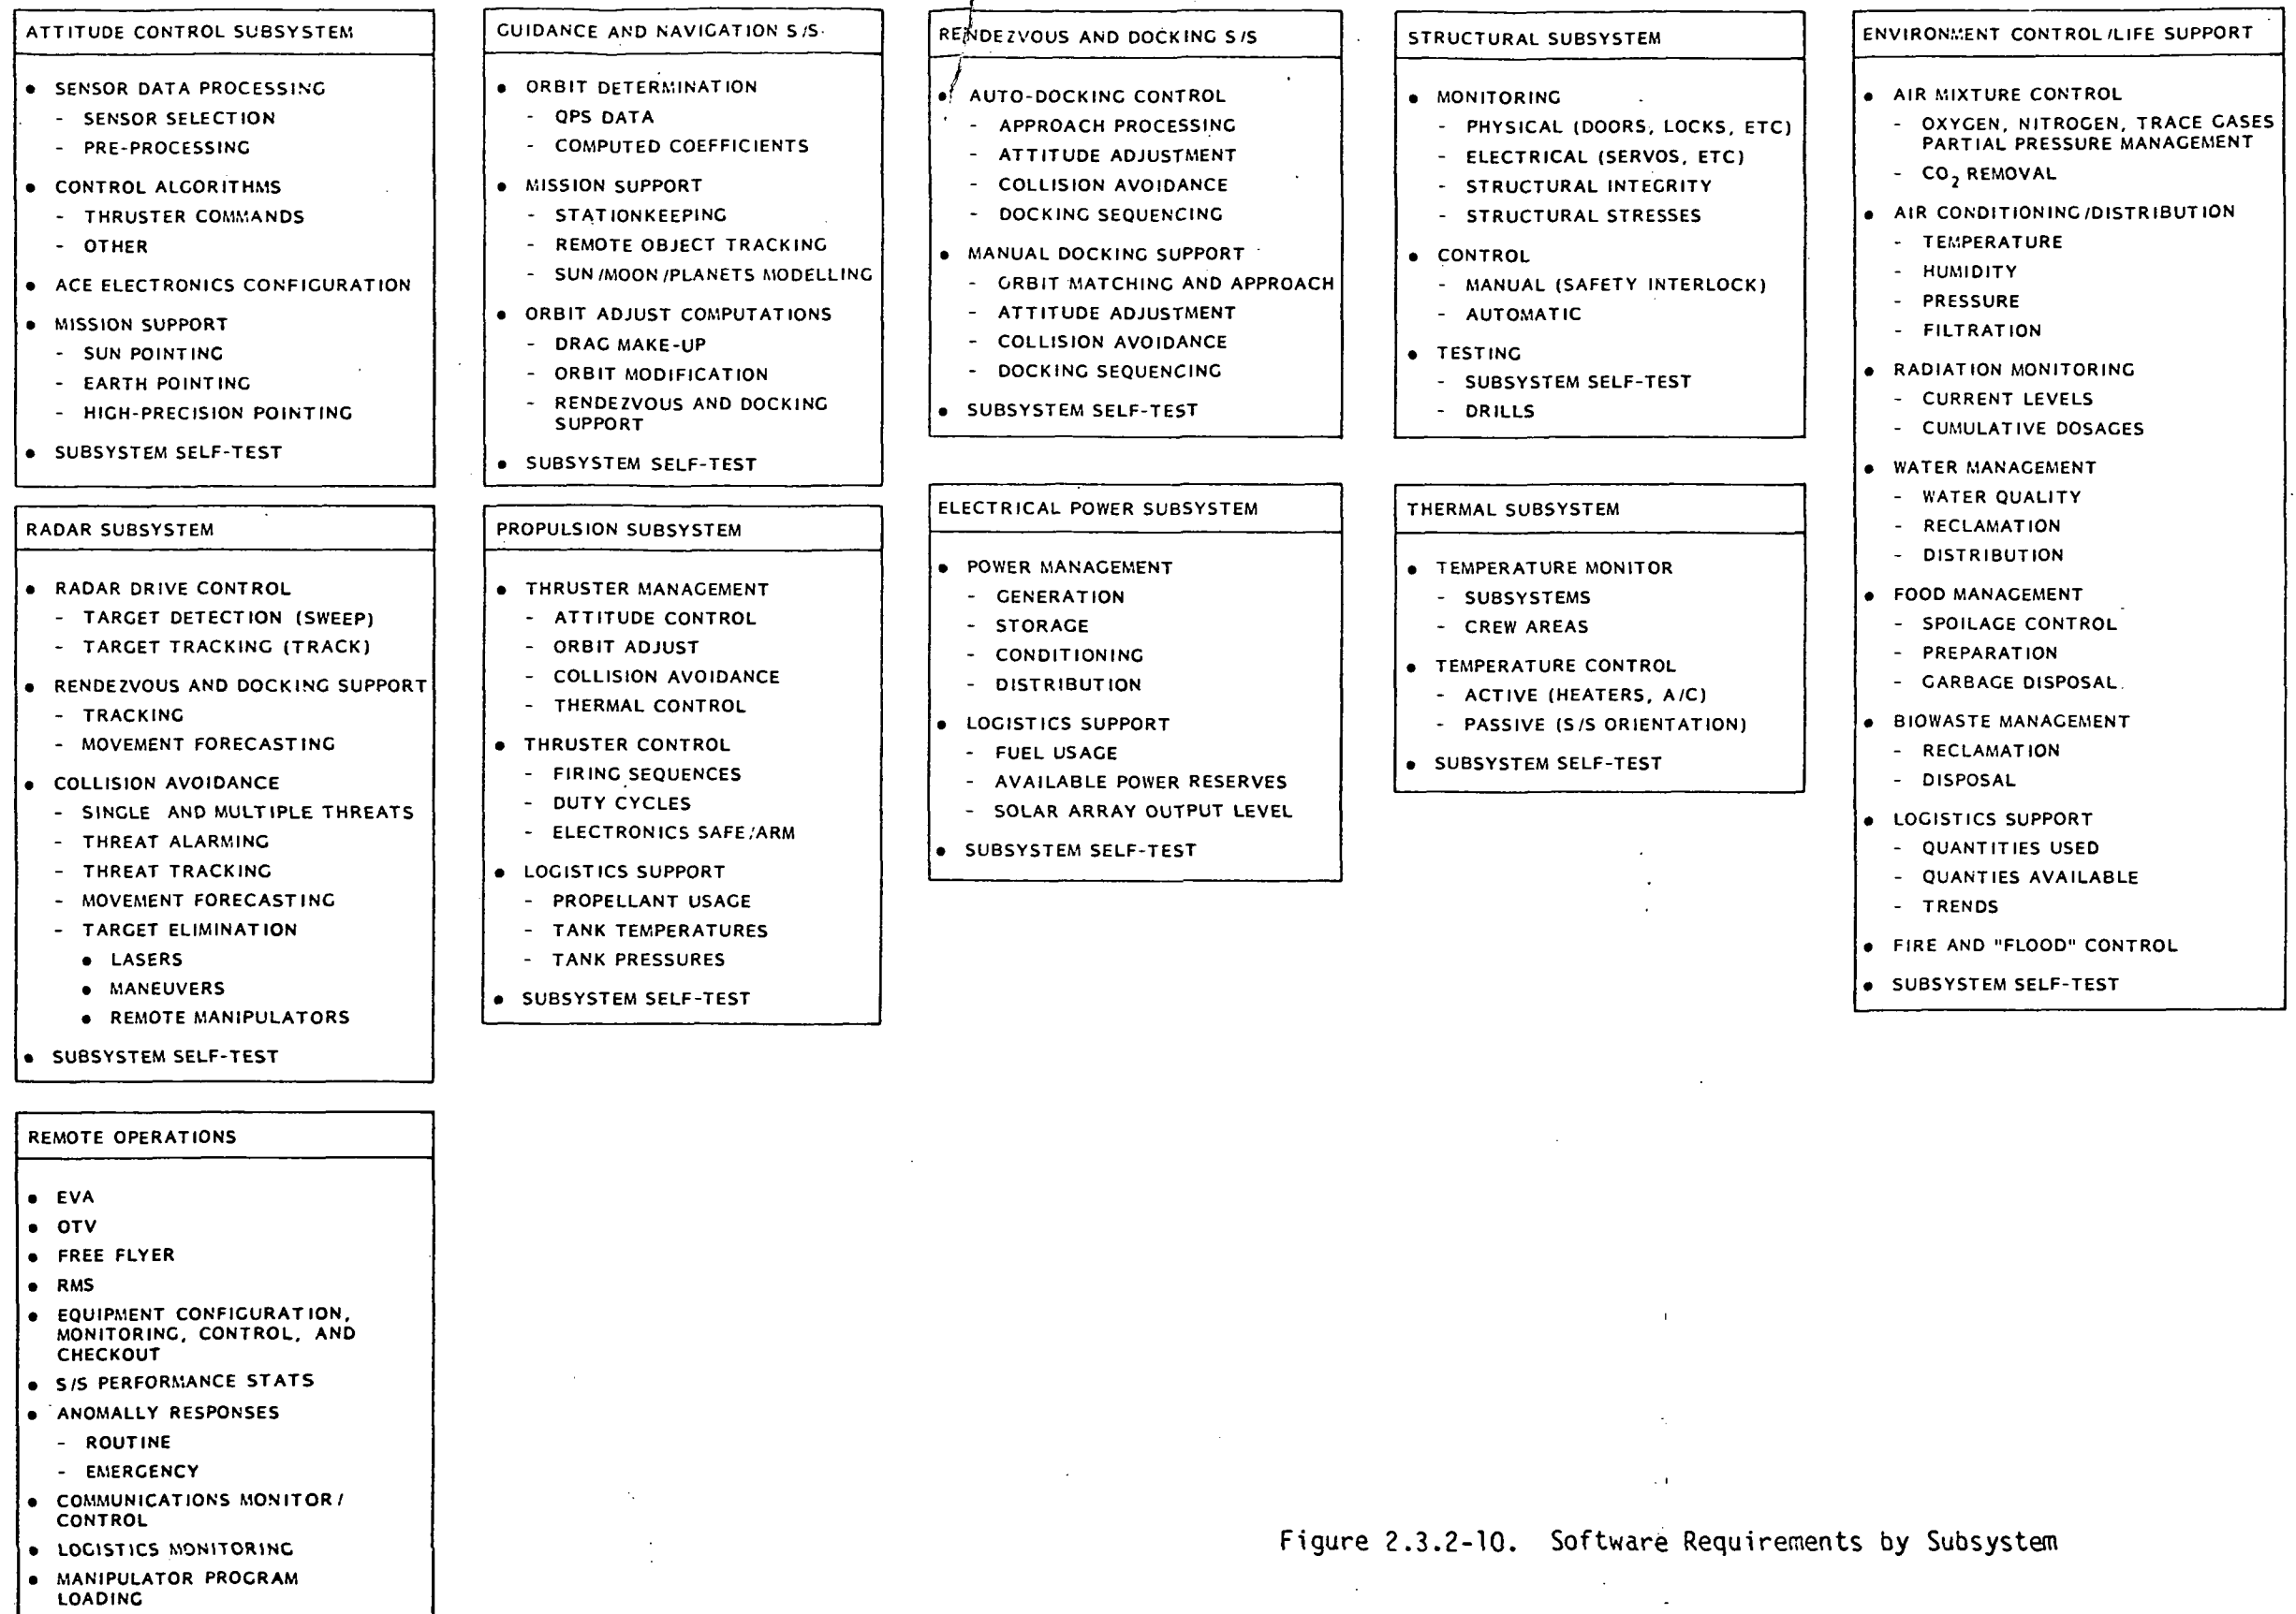 ATTITUDE CONTROL SUBSYSTEM
● SENSOR DATA PROCESSING
- SENSOR SELECTION
- PRE-PROCESSING
● CONTROL ALGORITHMS
- THRUSTER COMMANDS
- OTHER
● ACE ELECTRONICS CONFIGURATION
● MISSION SUPPORT
- SUN POINTING
- EARTH POINTING
- HIGH-PRECISION POINTING
● SUBSYSTEM SELF-TEST
GUIDANCE AND NAVIGATION S/S
● ORBIT DETERMINATION
- QPS DATA
- COMPUTED COEFFICIENTS
● MISSION SUPPORT
- STATIONKEEPING
- REMOTE OBJECT TRACKING
- SUN/MOON/PLANETS MODELLING
● ORBIT ADJUST COMPUTATIONS
- DRAG MAKE-UP
- ORBIT MODIFICATION
- RENDEZVOUS AND DOCKING
SUPPORT
● SUBSYSTEM SELF-TEST
RENDEZVOUS AND DOCKING S/S
● AUTO-DOCKING CONTROL
- APPROACH PROCESSING
- ATTITUDE ADJUSTMENT
- COLLISION AVOIDANCE
- DOCKING SEQUENCING
● MANUAL DOCKING SUPPORT
- ORBIT MATCHING AND APPROACH
- ATTITUDE ADJUSTMENT
- COLLISION AVOIDANCE
- DOCKING SEQUENCING
● SUBSYSTEM SELF-TEST
STRUCTURAL SUBSYSTEM
● MONITORING
- PHYSICAL (DOORS, LOCKS, ETC)
- ELECTRICAL (SERVOS, ETC)
- STRUCTURAL INTEGRITY
- STRUCTURAL STRESSES
● CONTROL
- MANUAL (SAFETY INTERLOCK)
- AUTOMATIC
● TESTING
- SUBSYSTEM SELF-TEST
- DRILLS
ENVIRONMENT CONTROL/LIFE SUPPORT
● AIR MIXTURE CONTROL
- OXYGEN, NITROGEN, TRACE GASES
PARTIAL PRESSURE MANAGEMENT
- CO2 REMOVAL
● AIR CONDITIONING/DISTRIBUTION
- TEMPERATURE
- HUMIDITY
- PRESSURE
- FILTRATION
● RADIATION MONITORING
- CURRENT LEVELS
- CUMULATIVE DOSAGES
● WATER MANAGEMENT
- WATER QUALITY
- RECLAMATION
- DISTRIBUTION
● FOOD MANAGEMENT
- SPOILAGE CONTROL
- PREPARATION
- GARBAGE DISPOSAL
● BIOWASTE MANAGEMENT
- RECLAMATION
- DISPOSAL
● LOGISTICS SUPPORT
- QUANTITIES USED
- QUANTIES AVAILABLE
- TRENDS
● FIRE AND "FLOOD" CONTROL
● SUBSYSTEM SELF-TEST
RADAR SUBSYSTEM
● RADAR DRIVE CONTROL
- TARGET DETECTION (SWEEP)
- TARGET TRACKING (TRACK)
● RENDEZVOUS AND DOCKING SUPPORT
- TRACKING
- MOVEMENT FORECASTING
● COLLISION AVOIDANCE
- SINGLE AND MULTIPLE THREATS
- THREAT ALARMING
- THREAT TRACKING
- MOVEMENT FORECASTING
- TARGET ELIMINATION
● LASERS
● MANEUVERS
● REMOTE MANIPULATORS
● SUBSYSTEM SELF-TEST
PROPULSION SUBSYSTEM
● THRUSTER MANAGEMENT
- ATTITUDE CONTROL
- ORBIT ADJUST
- COLLISION AVOIDANCE
- THERMAL CONTROL
● THRUSTER CONTROL
- FIRING SEQUENCES
- DUTY CYCLES
- ELECTRONICS SAFE/ARM
● LOGISTICS SUPPORT
- PROPELLANT USAGE
- TANK TEMPERATURES
- TANK PRESSURES
● SUBSYSTEM SELF-TEST
ELECTRICAL POWER SUBSYSTEM
● POWER MANAGEMENT
- GENERATION
- STORAGE
- CONDITIONING
- DISTRIBUTION
● LOGISTICS SUPPORT
- FUEL USAGE
- AVAILABLE POWER RESERVES
- SOLAR ARRAY OUTPUT LEVEL
● SUBSYSTEM SELF-TEST
THERMAL SUBSYSTEM
● TEMPERATURE MONITOR
- SUBSYSTEMS
- CREW AREAS
● TEMPERATURE CONTROL
- ACTIVE (HEATERS, A/C)
- PASSIVE (S/S ORIENTATION)
● SUBSYSTEM SELF-TEST
REMOTE OPERATIONS
● EVA
● OTV
● FREE FLYER
● RMS
● EQUIPMENT CONFIGURATION,
MONITORING, CONTROL, AND
CHECKOUT
● S/S PERFORMANCE STATS
● ANOMALLY RESPONSES
- ROUTINE
- EMERGENCY
● COMMUNICATIONS MONITOR/
CONTROL
● LOGISTICS MONITORING
● MANIPULATOR PROGRAM
LOADING
Figure 2.3.2-10. Software Requirements by Subsystem